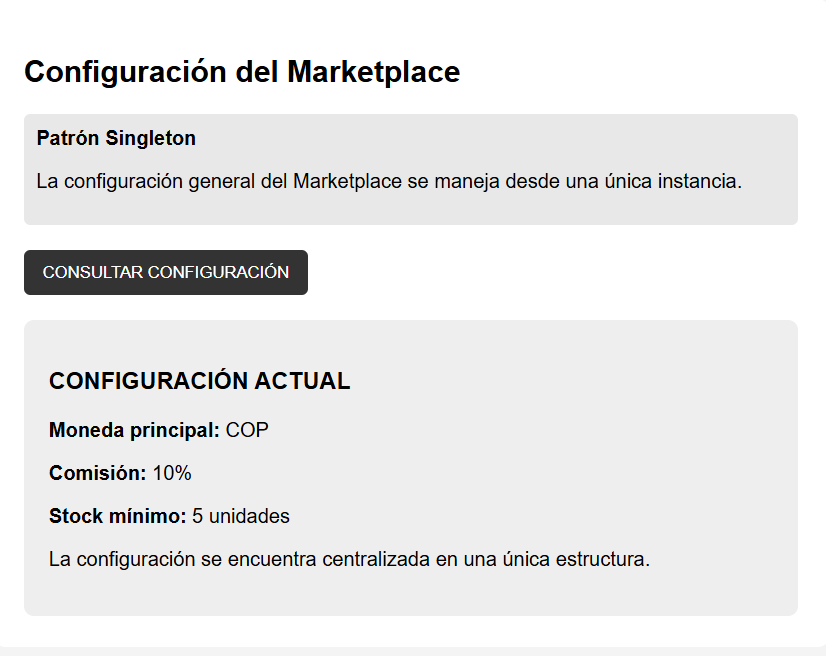 Configuración del Marketplace
Patrón Singleton
La configuración general del Marketplace se maneja desde una única instancia.
CONSULTAR CONFIGURACIÓN
CONFIGURACIÓN ACTUAL
Moneda principal: COP
Comisión: 10%
Stock mínimo: 5 unidades
La configuración se encuentra centralizada en una única estructura.